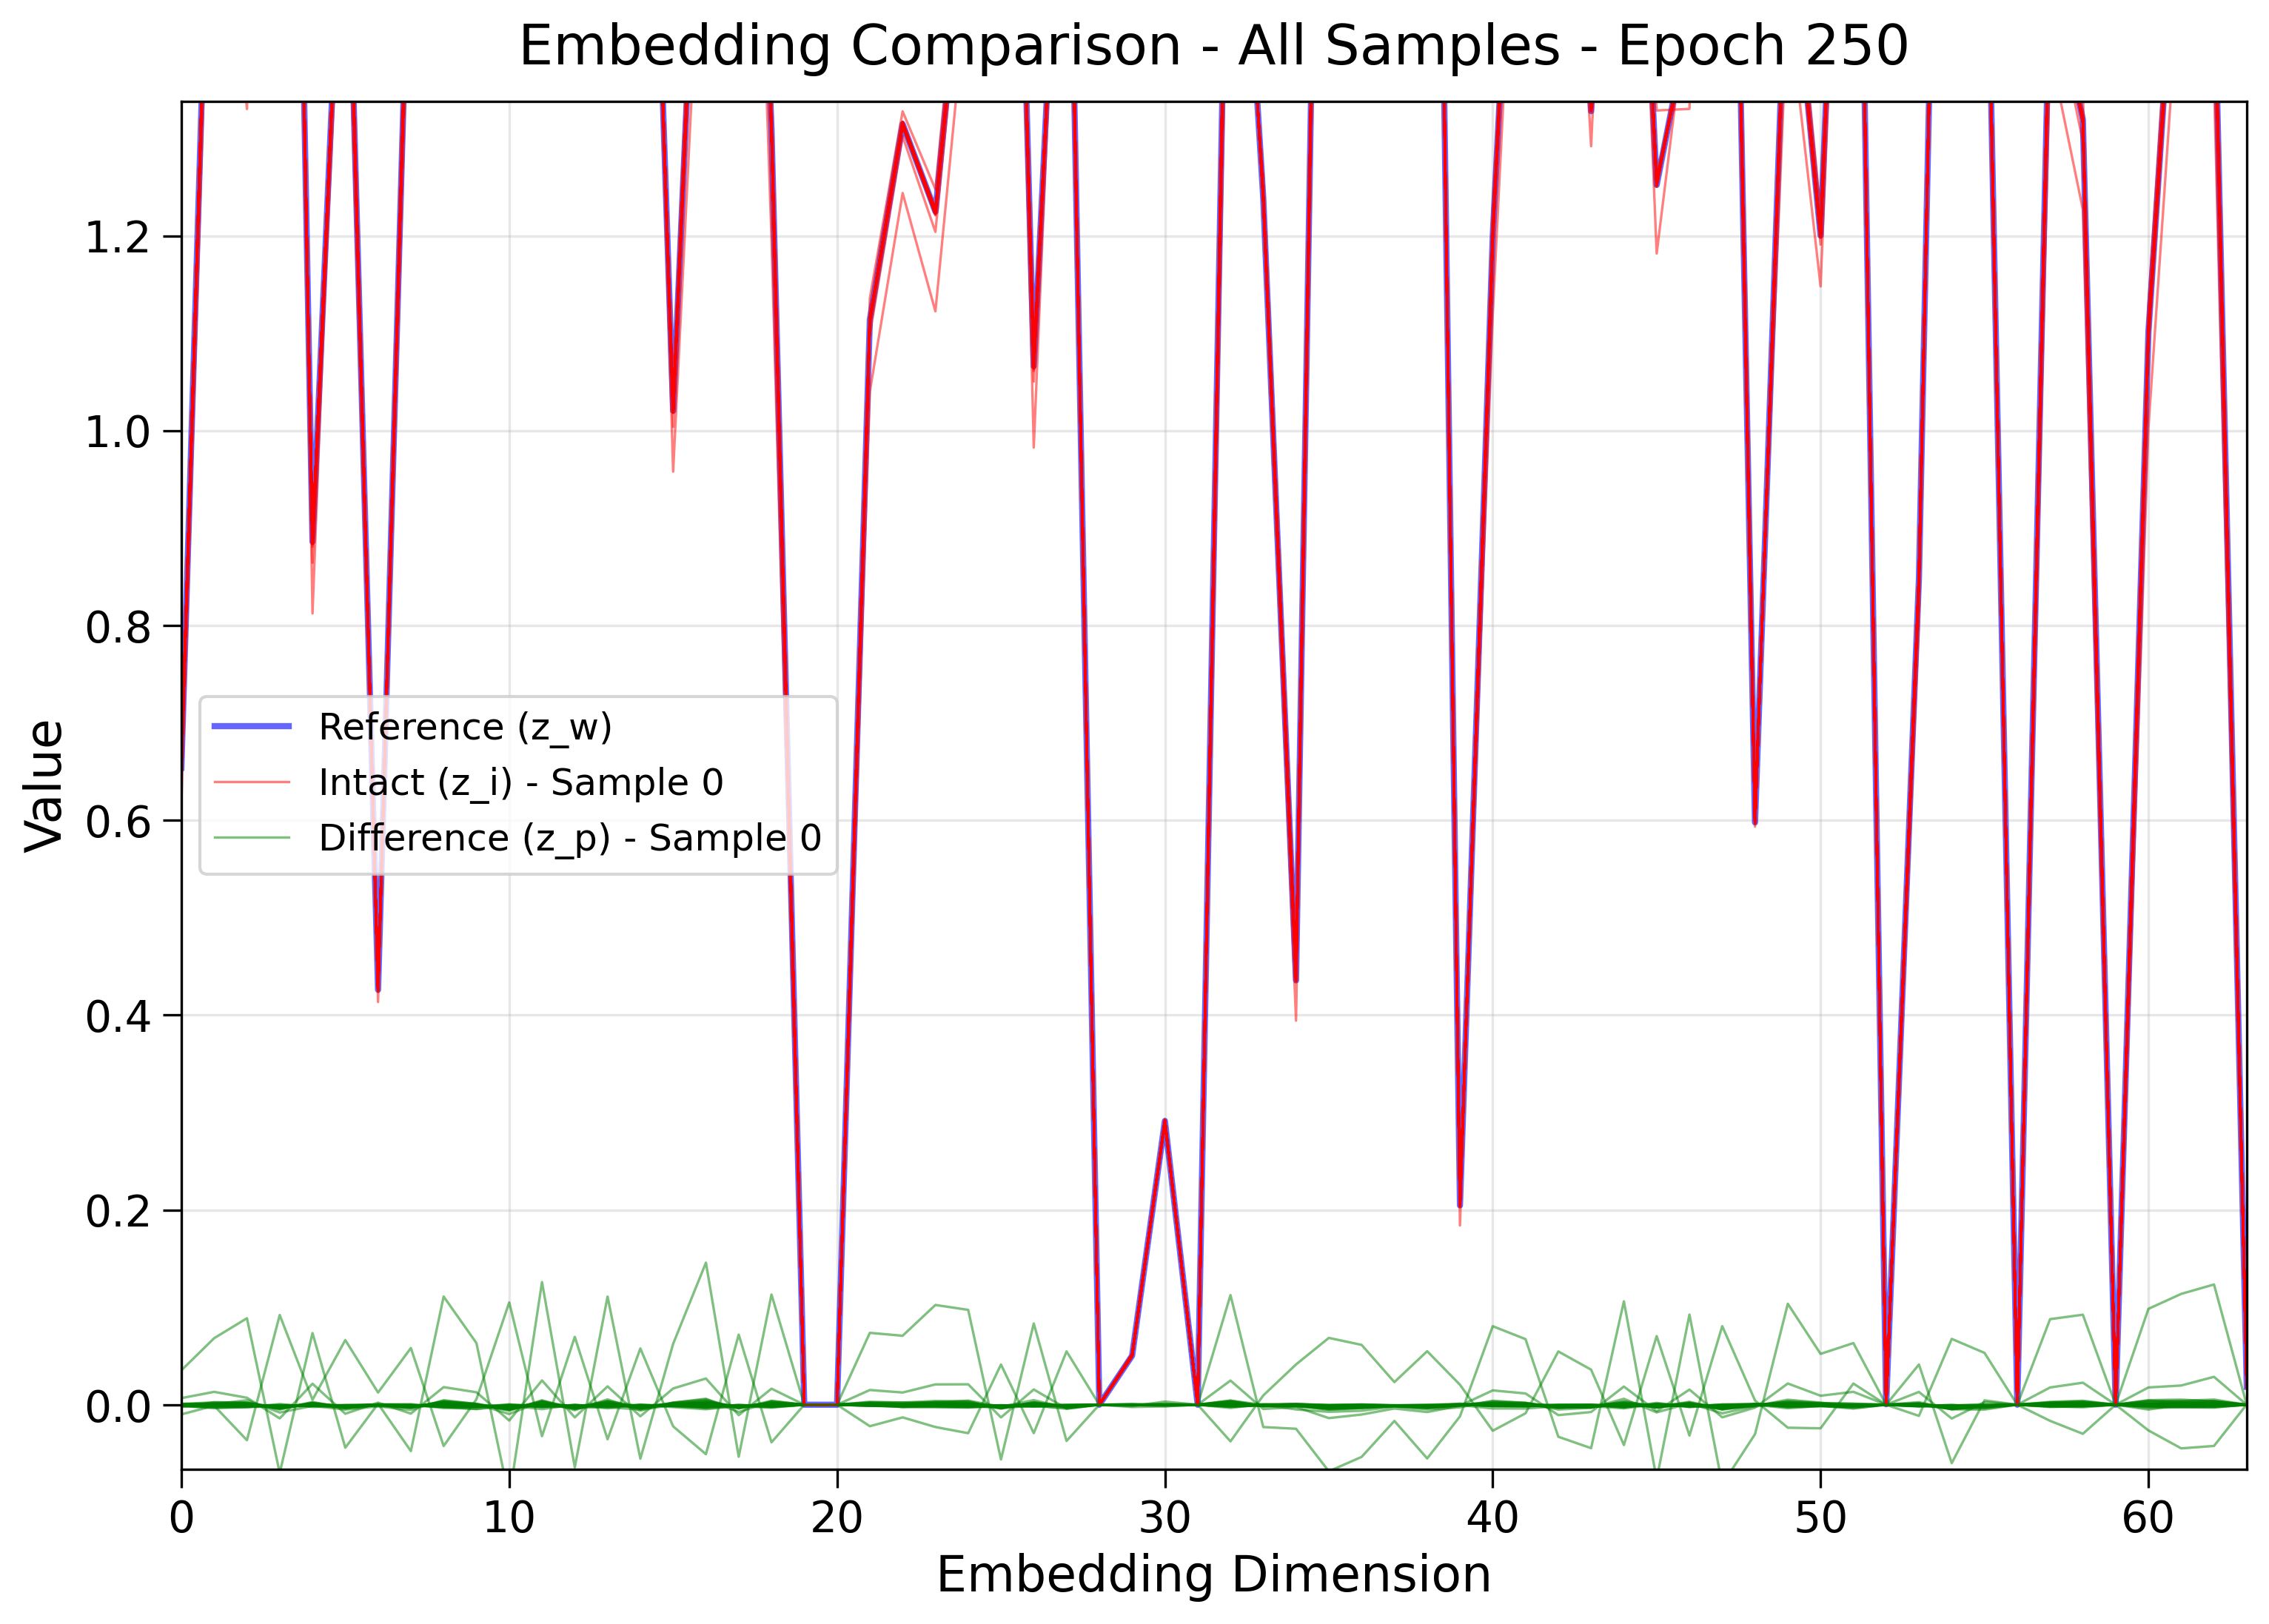 Embedding Comparison - All Samples - Epoch 250
Value
1.2
1.0
0.8
0.6
0.4
0.2
0.0
Reference (z_w)
Intact (z_i) - Sample 0
Difference (z_p) - Sample 0
0 10 20 30 40 50 60
Embedding Dimension